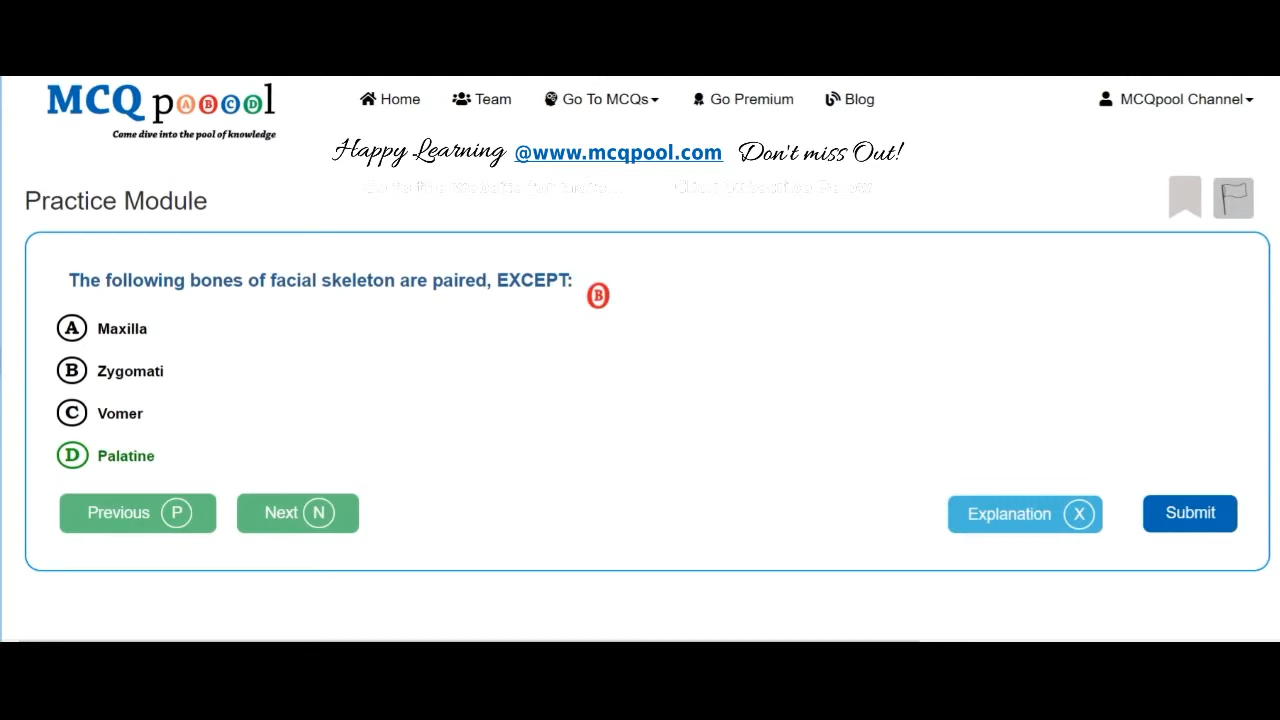 MCQ pABCDl
Come dive into the pool of knowledge
Home Team Go To MCQs Go Premium Blog MCQpool Channel
Happy Learning @www.mcqpool.com Don't miss Out!
Practice Module
The following bones of facial skeleton are paired, EXCEPT:
B
A Maxilla
B Zygomati
C Vomer
D Palatine
Previous P Next N Explanation X Submit